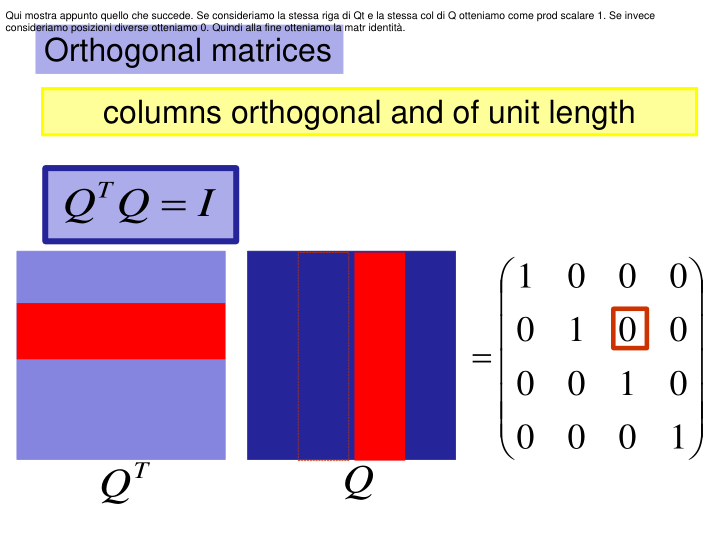 Qui mostra appunto quello che succede. Se consideriamo la stessa riga di Qt e la stessa col di Q otteniamo come prod scalare 1. Se invece
consideriamo posizioni diverse otteniamo 0. Quindi alla fine otteniamo la matr identità.
Orthogonal matrices
columns orthogonal and of unit length
Q^T Q = I
1 0 0 0
0 1 0 0
=
0 0 1 0
0 0 0 1
Q^T
Q